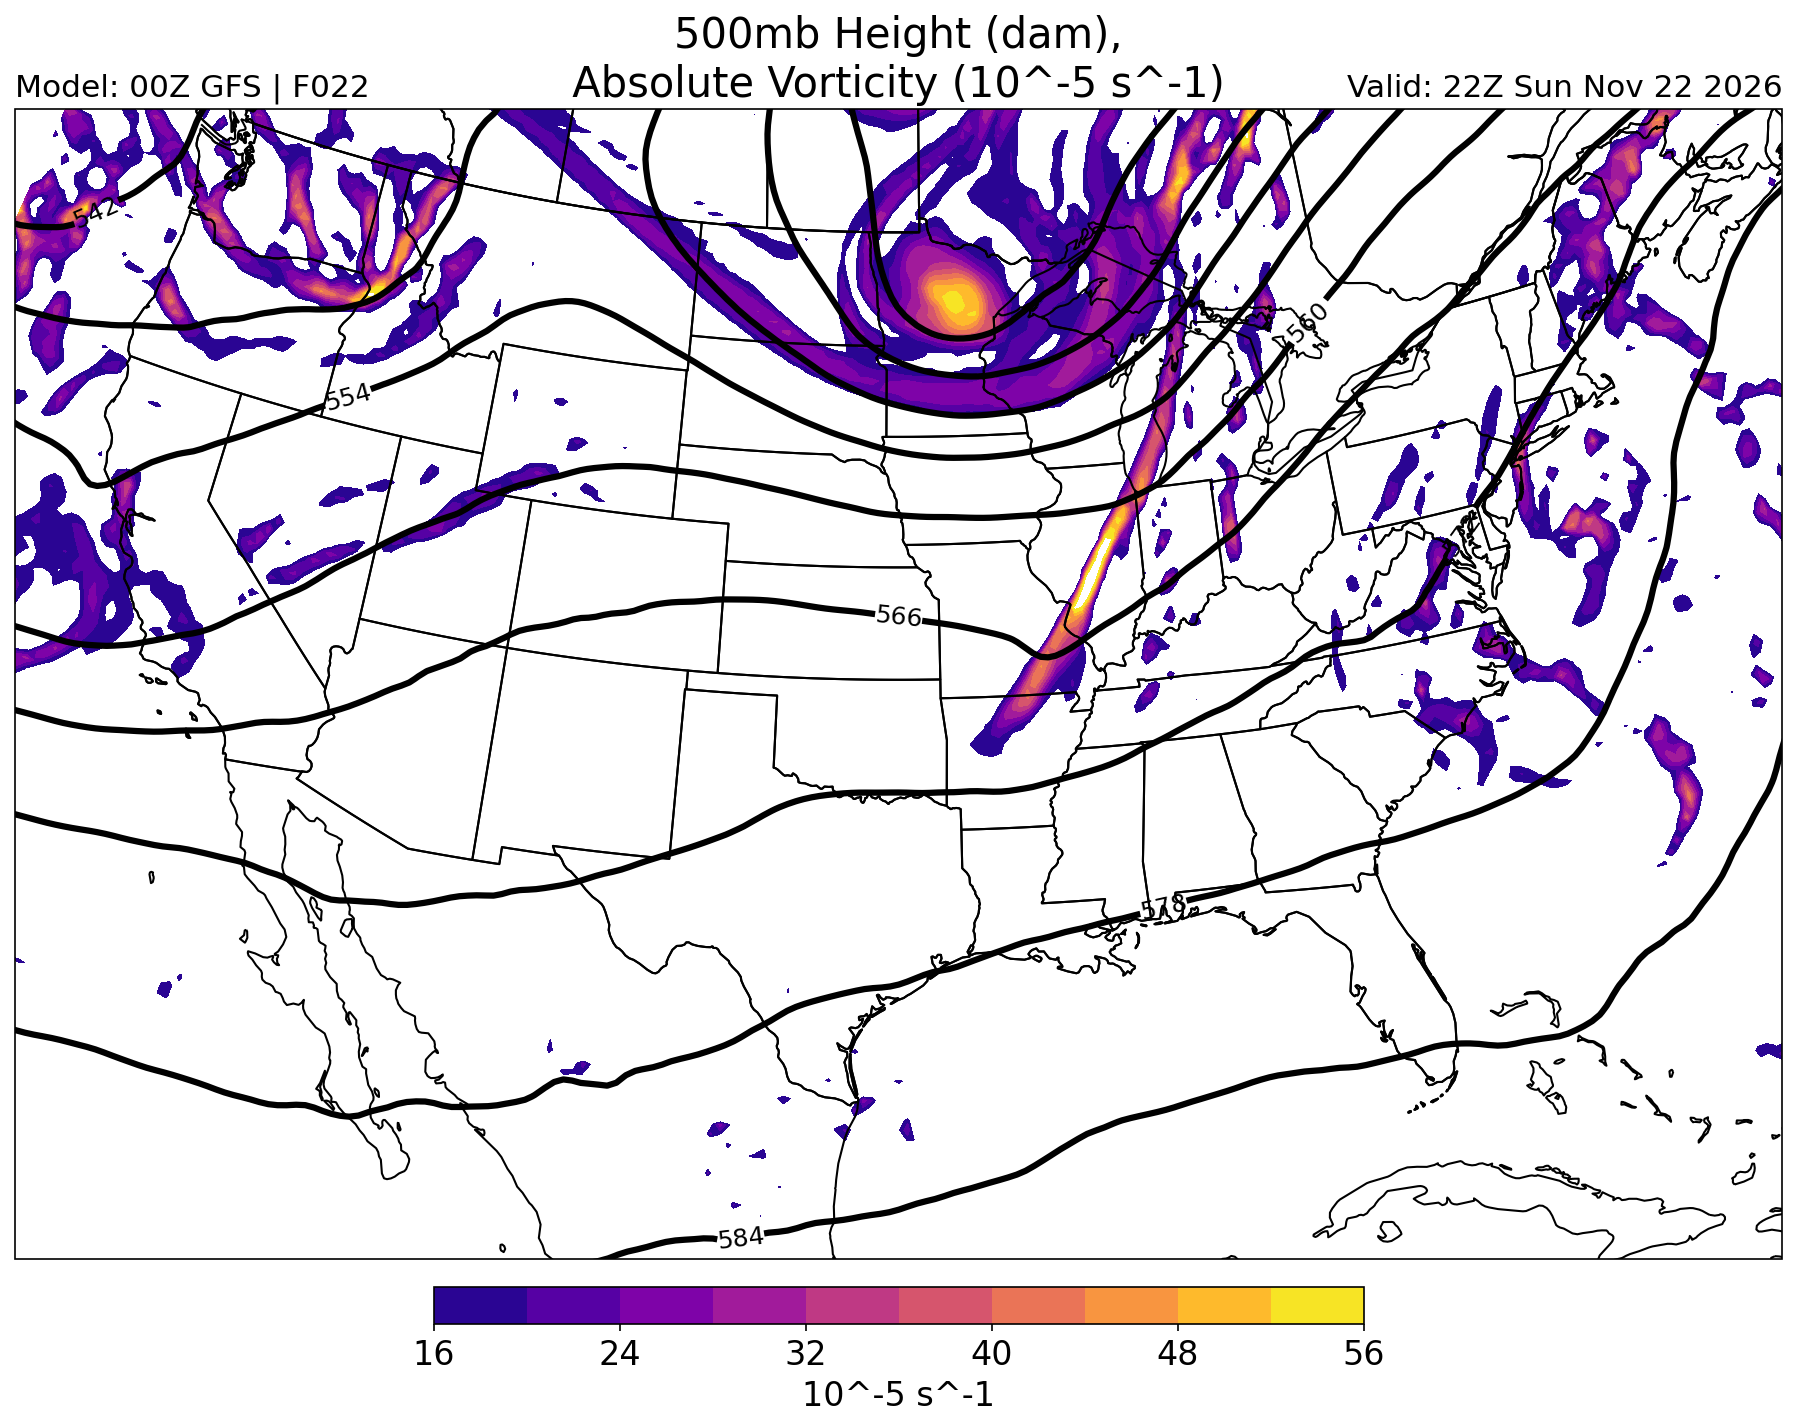 500mb Height (dam),
Absolute Vorticity (10^-5 s^-1)
Model: 00Z GFS | F022
Valid: 22Z Sun Nov 22 2026
542
554
560
566
578
584
16 24 32 40 48 56
10^-5 s^-1